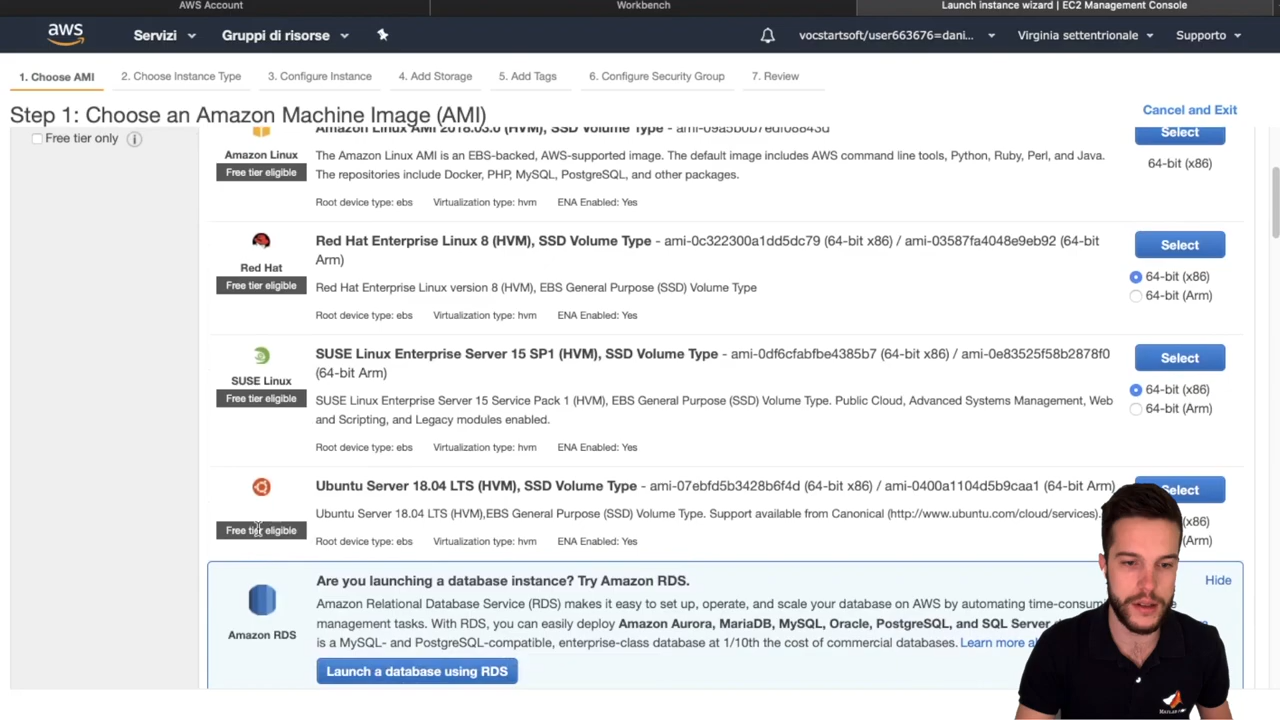 AWS Account
Workbench
Launch instance wizard | EC2 Management Console
aws
Servizi
Gruppi di risorse
vocstartsoft/user663676=dani...
Virginia settentrionale
Supporto
1. Choose AMI
2. Choose Instance Type
3. Configure Instance
4. Add Storage
5. Add Tags
6. Configure Security Group
7. Review
Step 1: Choose an Amazon Machine Image (AMI)
Cancel and Exit
Free tier only
Amazon Linux AMI 2018.03.0 (HVM), SSD Volume Type -
Select
Amazon Linux
Free tier eligible
The Amazon Linux AMI is an EBS-backed, AWS-supported image. The default image includes AWS command line tools, Python, Ruby, Perl, and Java.
The repositories include Docker, PHP, MySQL, PostgreSQL, and other packages.
64-bit (x86)
Root device type: ebs Virtualization type: hvm ENA Enabled: Yes
Red Hat
Free tier eligible
Red Hat Enterprise Linux 8 (HVM), SSD Volume Type - ami-0c322300a1dd5dc79 (64-bit x86) / ami-03587fa4048e9eb92 (64-bit
Arm)
Select
Red Hat Enterprise Linux version 8 (HVM), EBS General Purpose (SSD) Volume Type
64-bit (x86)
64-bit (Arm)
Root device type: ebs Virtualization type: hvm ENA Enabled: Yes
SUSE Linux
Free tier eligible
SUSE Linux Enterprise Server 15 SP1 (HVM), SSD Volume Type - ami-0df6cfabfbe4385b7 (64-bit x86) / ami-0e83525f58b2878f0
(64-bit Arm)
Select
SUSE Linux Enterprise Server 15 Service Pack 1 (HVM), EBS General Purpose (SSD) Volume Type. Public Cloud, Advanced Systems Management, Web
and Scripting, and Legacy modules enabled.
64-bit (x86)
64-bit (Arm)
Root device type: ebs Virtualization type: hvm ENA Enabled: Yes
Free tier eligible
Ubuntu Server 18.04 LTS (HVM), SSD Volume Type - ami-07ebfd5b3428b6f4d (64-bit x86) / ami-0400a1104d5b9caa1 (64-bit Arm)
Select
Ubuntu Server 18.04 LTS (HVM),EBS General Purpose (SSD) Volume Type. Support available from Canonical (http://www.ubuntu.com/cloud/services).
(x86)
Arm)
Root device type: ebs Virtualization type: hvm ENA Enabled: Yes
Amazon RDS
Are you launching a database instance? Try Amazon RDS.
Hide
Amazon Relational Database Service (RDS) makes it easy to set up, operate, and scale your database on AWS by automating
management tasks. With RDS, you can easily deploy Amazon Aurora, MariaDB, MySQL, Oracle, PostgreSQL, and SQL Server
is a MySQL- and PostgreSQL-compatible, enterprise-class database at 1/10th the cost of commercial databases. Learn more
Launch a database using RDS